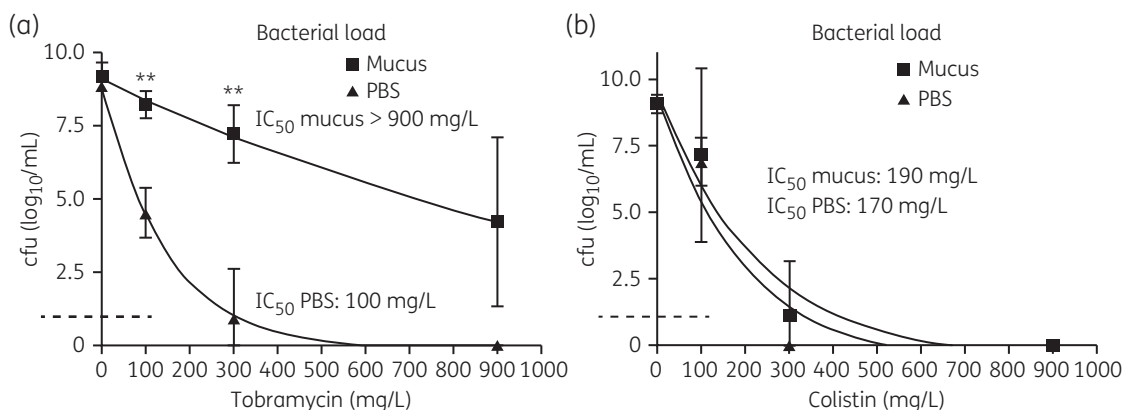 (a)
Bacterial load
Mucus
PBS
10.0
7.5
5.0
2.5
0
cfu (log10/mL)
**
**
IC50 mucus > 900 mg/L
IC50 PBS: 100 mg/L
0 100 200 300 400 500 600 700 800 900 1000
Tobramycin (mg/L)
(b)
Bacterial load
Mucus
PBS
10.0
7.5
5.0
2.5
0
cfu (log10/mL)
IC50 mucus: 190 mg/L
IC50 PBS: 170 mg/L
0 100 200 300 400 500 600 700 800 900 1000
Colistin (mg/L)